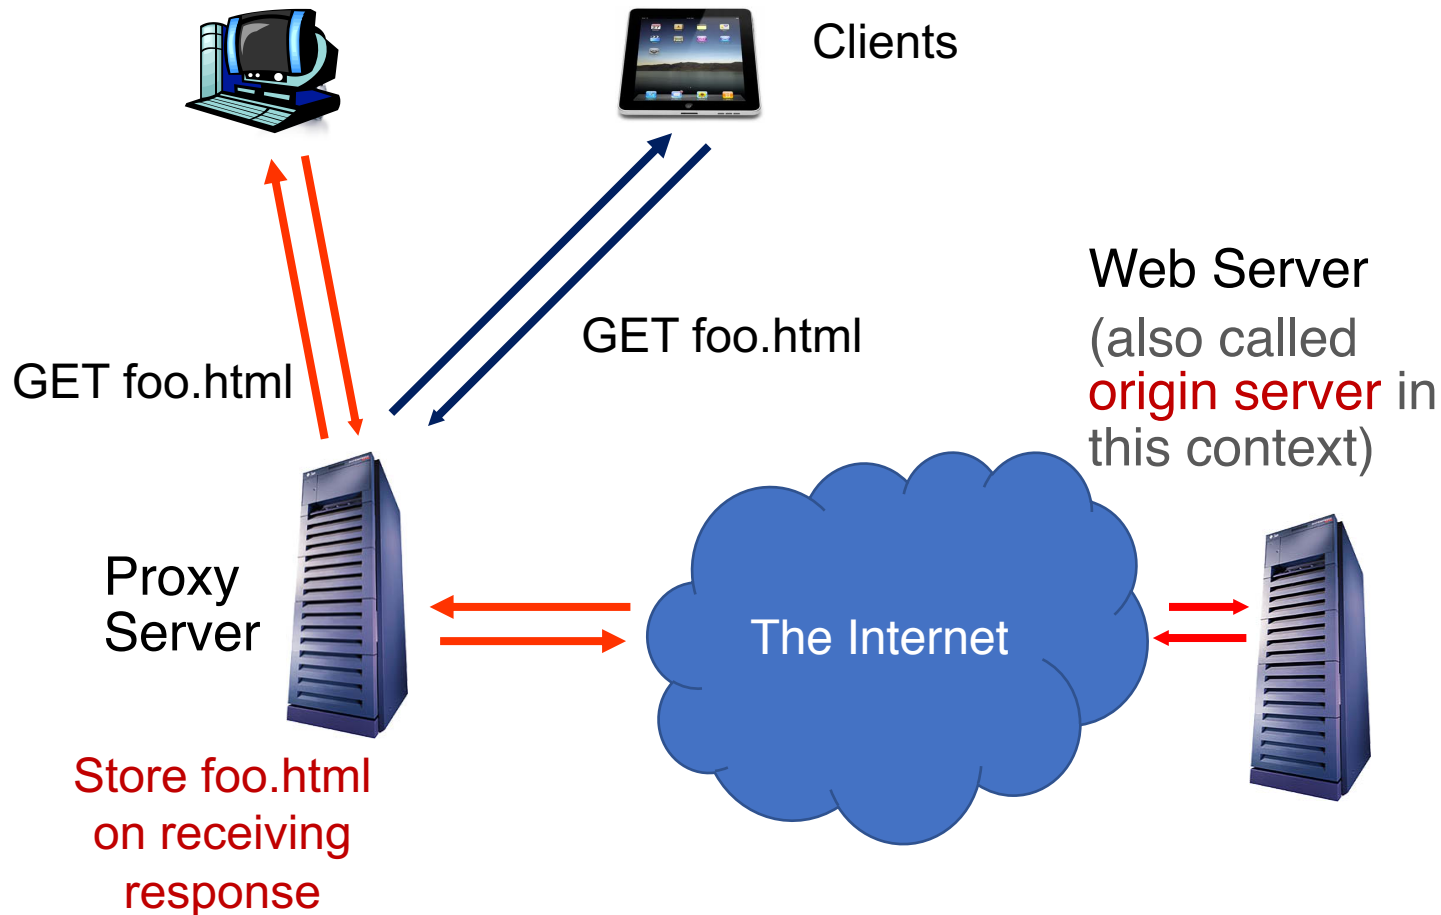 Clients
Web Server
(also called
origin server in
this context)
GET foo.html
GET foo.html
Proxy
Server
The Internet
Store foo.html
on receiving
response